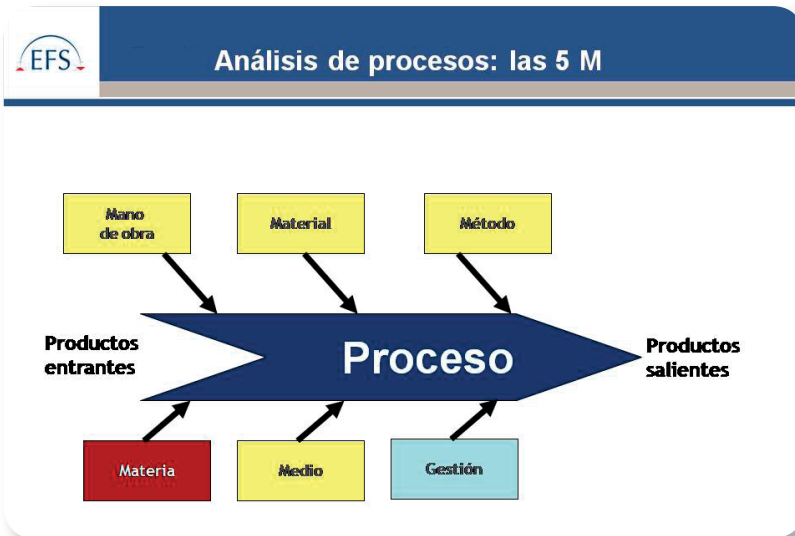 EFS
Análisis de procesos: las 5 M
Mano
de obra
Material
Método
Productos
entrantes
Proceso
Productos
salientes
Materia
Medio
Gestión